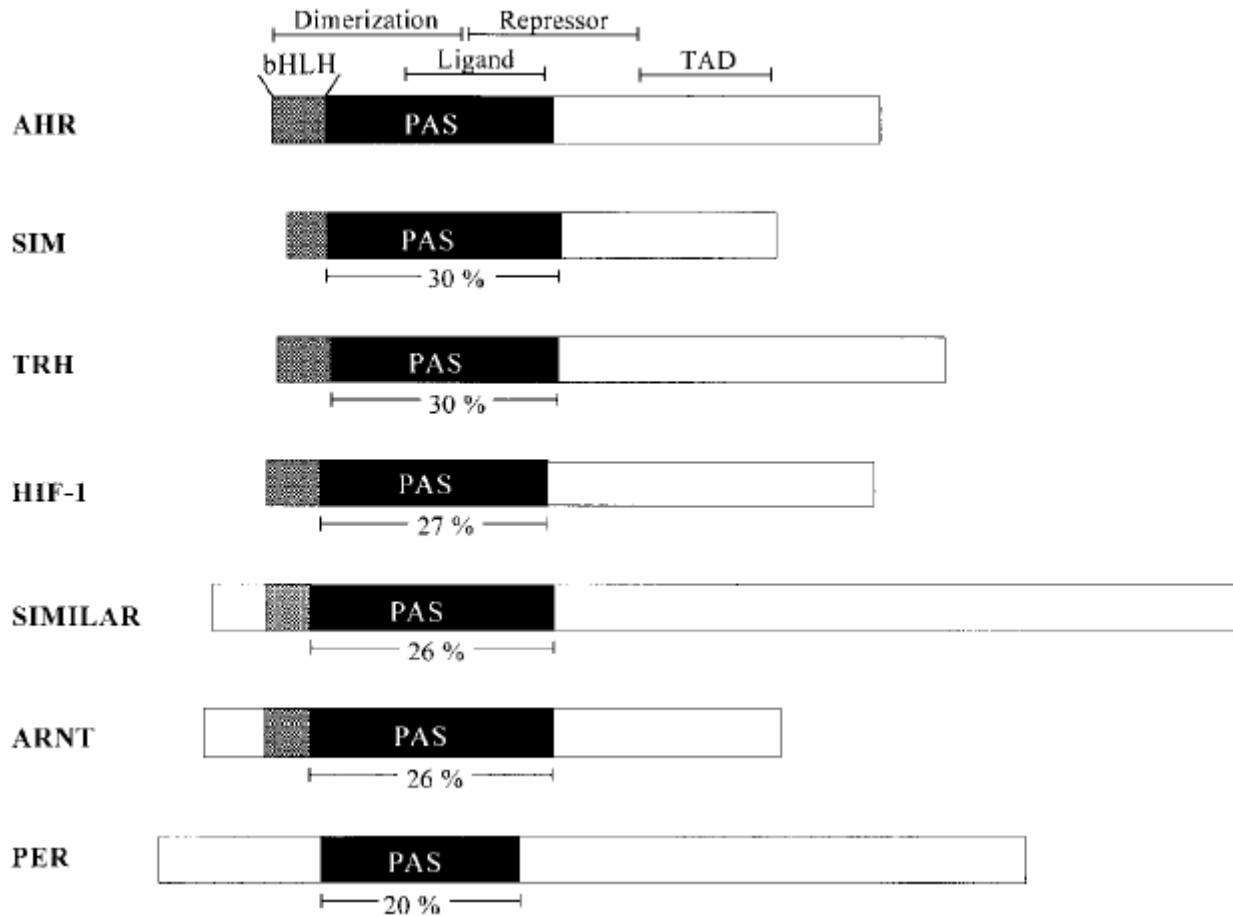 Dimerization Repressor
bHLH Ligand TAD
AHR PAS
SIM PAS
30 %
TRH PAS
30 %
HIF-1 PAS
27 %
SIMILAR PAS
26 %
ARNT PAS
26 %
PER PAS
20 %